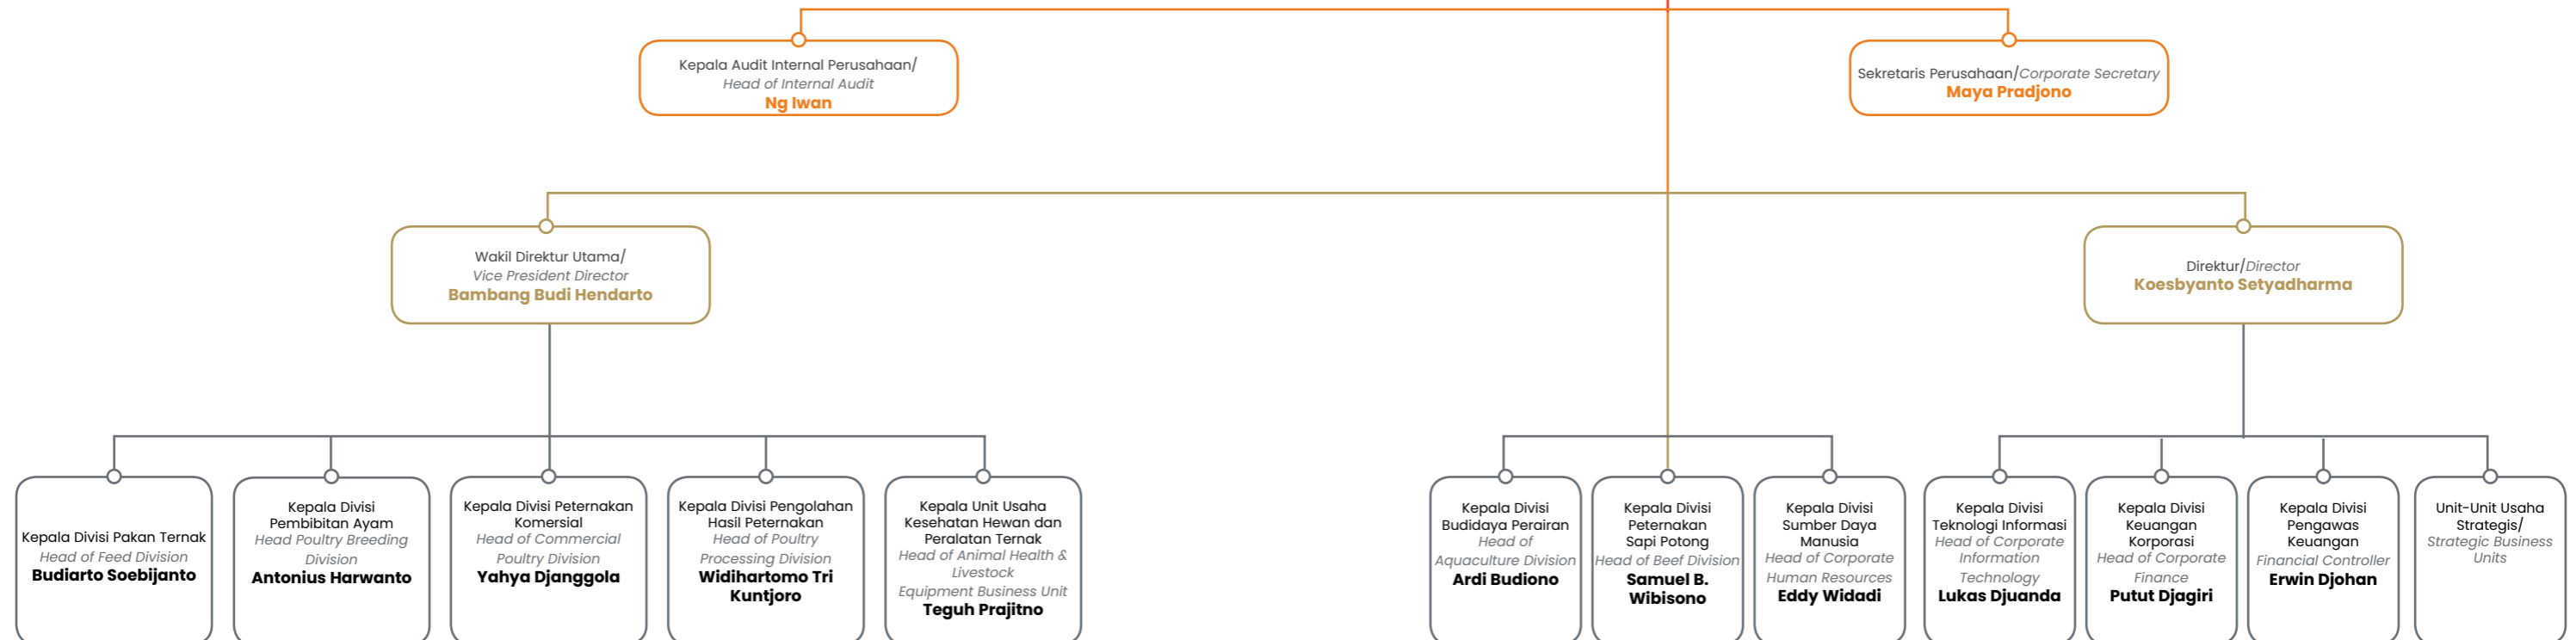 Kepala Audit Internal Perusahaan/
Head of Internal Audit
Ng Iwan
Sekretaris Perusahaan/Corporate Secretary
Maya Pradjono
Wakil Direktur Utama/
Vice President Director
Bambang Budi Hendarto
Direktur/Director
Koesbyanto Setyadharma
Kepala Divisi Pakan Ternak
Head of Feed Division
Budiarto Soebijanto
Kepala Divisi
Pembibitan Ayam
Head Poultry Breeding
Division
Antonius Harwanto
Kepala Divisi Peternakan
Komersial
Head of Commercial
Poultry Division
Yahya Djanggola
Kepala Divisi Pengolahan
Hasil Peternakan
Head of Poultry
Processing Division
Widihartomo Tri
Kuntjoro
Kepala Unit Usaha
Kesehatan Hewan dan
Peralatan Ternak
Head of Animal Health &
Livestock
Equipment Business Unit
Teguh Prajitno
Kepala Divisi
Budidaya Perairan
Head of
Aquaculture Division
Ardi Budiono
Kepala Divisi
Peternakan
Sapi Potong
Head of Beef Division
Samuel B.
Wibisono
Kepala Divisi
Sumber Daya
Manusia
Head of Corporate
Human Resources
Eddy Widadi
Kepala Divisi
Teknologi Informasi
Head of Corporate
Information
Technology
Lukas Djuanda
Kepala Divisi
Keuangan
Korporasi
Head of Corporate
Finance
Putut Djagiri
Kepala Divisi
Pengawas
Keuangan
Financial Controller
Erwin Djohan
Unit-Unit Usaha
Strategis/
Strategic Business
Units